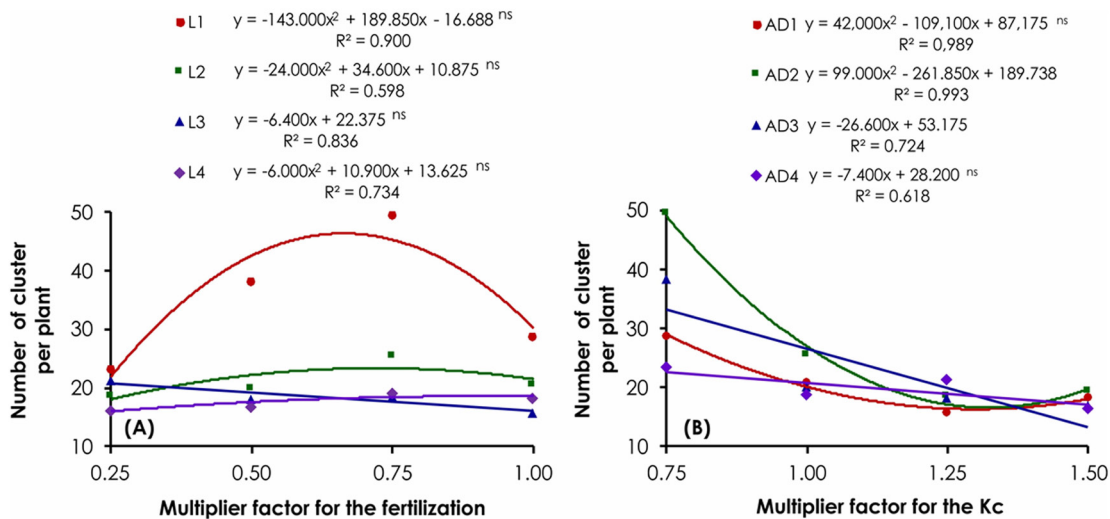 L1 y = -143.000x² + 189.850x - 16.688 ns
R² = 0.900
L2 y = -24.000x² + 34.600x + 10.875 ns
R² = 0.598
L3 y = -6.400x + 22.375 ns
R² = 0.836
L4 y = -6.000x² + 10.900x + 13.625 ns
R² = 0.734
Number of cluster
per plant
50
40
30
20
10
(A)
0.25 0.50 0.75 1.00
Multiplier factor for the fertilization
AD1 y = 42,000x² - 109,100x + 87,175 ns
R² = 0,989
AD2 y = 99.000x² - 261.850x + 189.738
R² = 0.993
AD3 y = -26.600x + 53.175
R² = 0.724
AD4 y = -7.400x + 28.200 ns
R² = 0.618
Number of cluster
per plant
50
40
30
20
10
(B)
0.75 1.00 1.25 1.50
Multiplier factor for the Kc